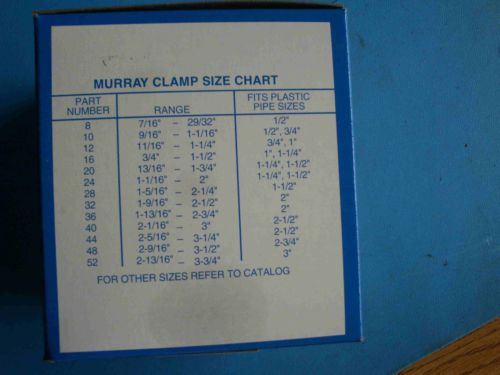 MURRAY CLAMP SIZE CHART
PART NUMBER RANGE FITS PLASTIC PIPE SIZES
8 7/16" – 29/32" 1/2"
10 9/16" – 1-1/16" 1/2", 3/4"
12 11/16" – 1-1/4" 3/4", 1"
16 3/4" – 1-1/2" 1", 1-1/4"
20 13/16" – 1-3/4" 1-1/4", 1-1/2"
24 1-1/16" – 2" 1-1/4", 1-1/2"
28 1-5/16" – 2-1/4" 1-1/2"
32 1-9/16" – 2-1/2" 2"
36 1-13/16" – 2-3/4" 2"
40 2-1/16" – 3" 2-1/2"
44 2-5/16" – 3-1/4" 2-1/2"
48 2-9/16" – 3-1/2" 2-3/4"
52 2-13/16" – 3-3/4" 3"
FOR OTHER SIZES REFER TO CATALOG